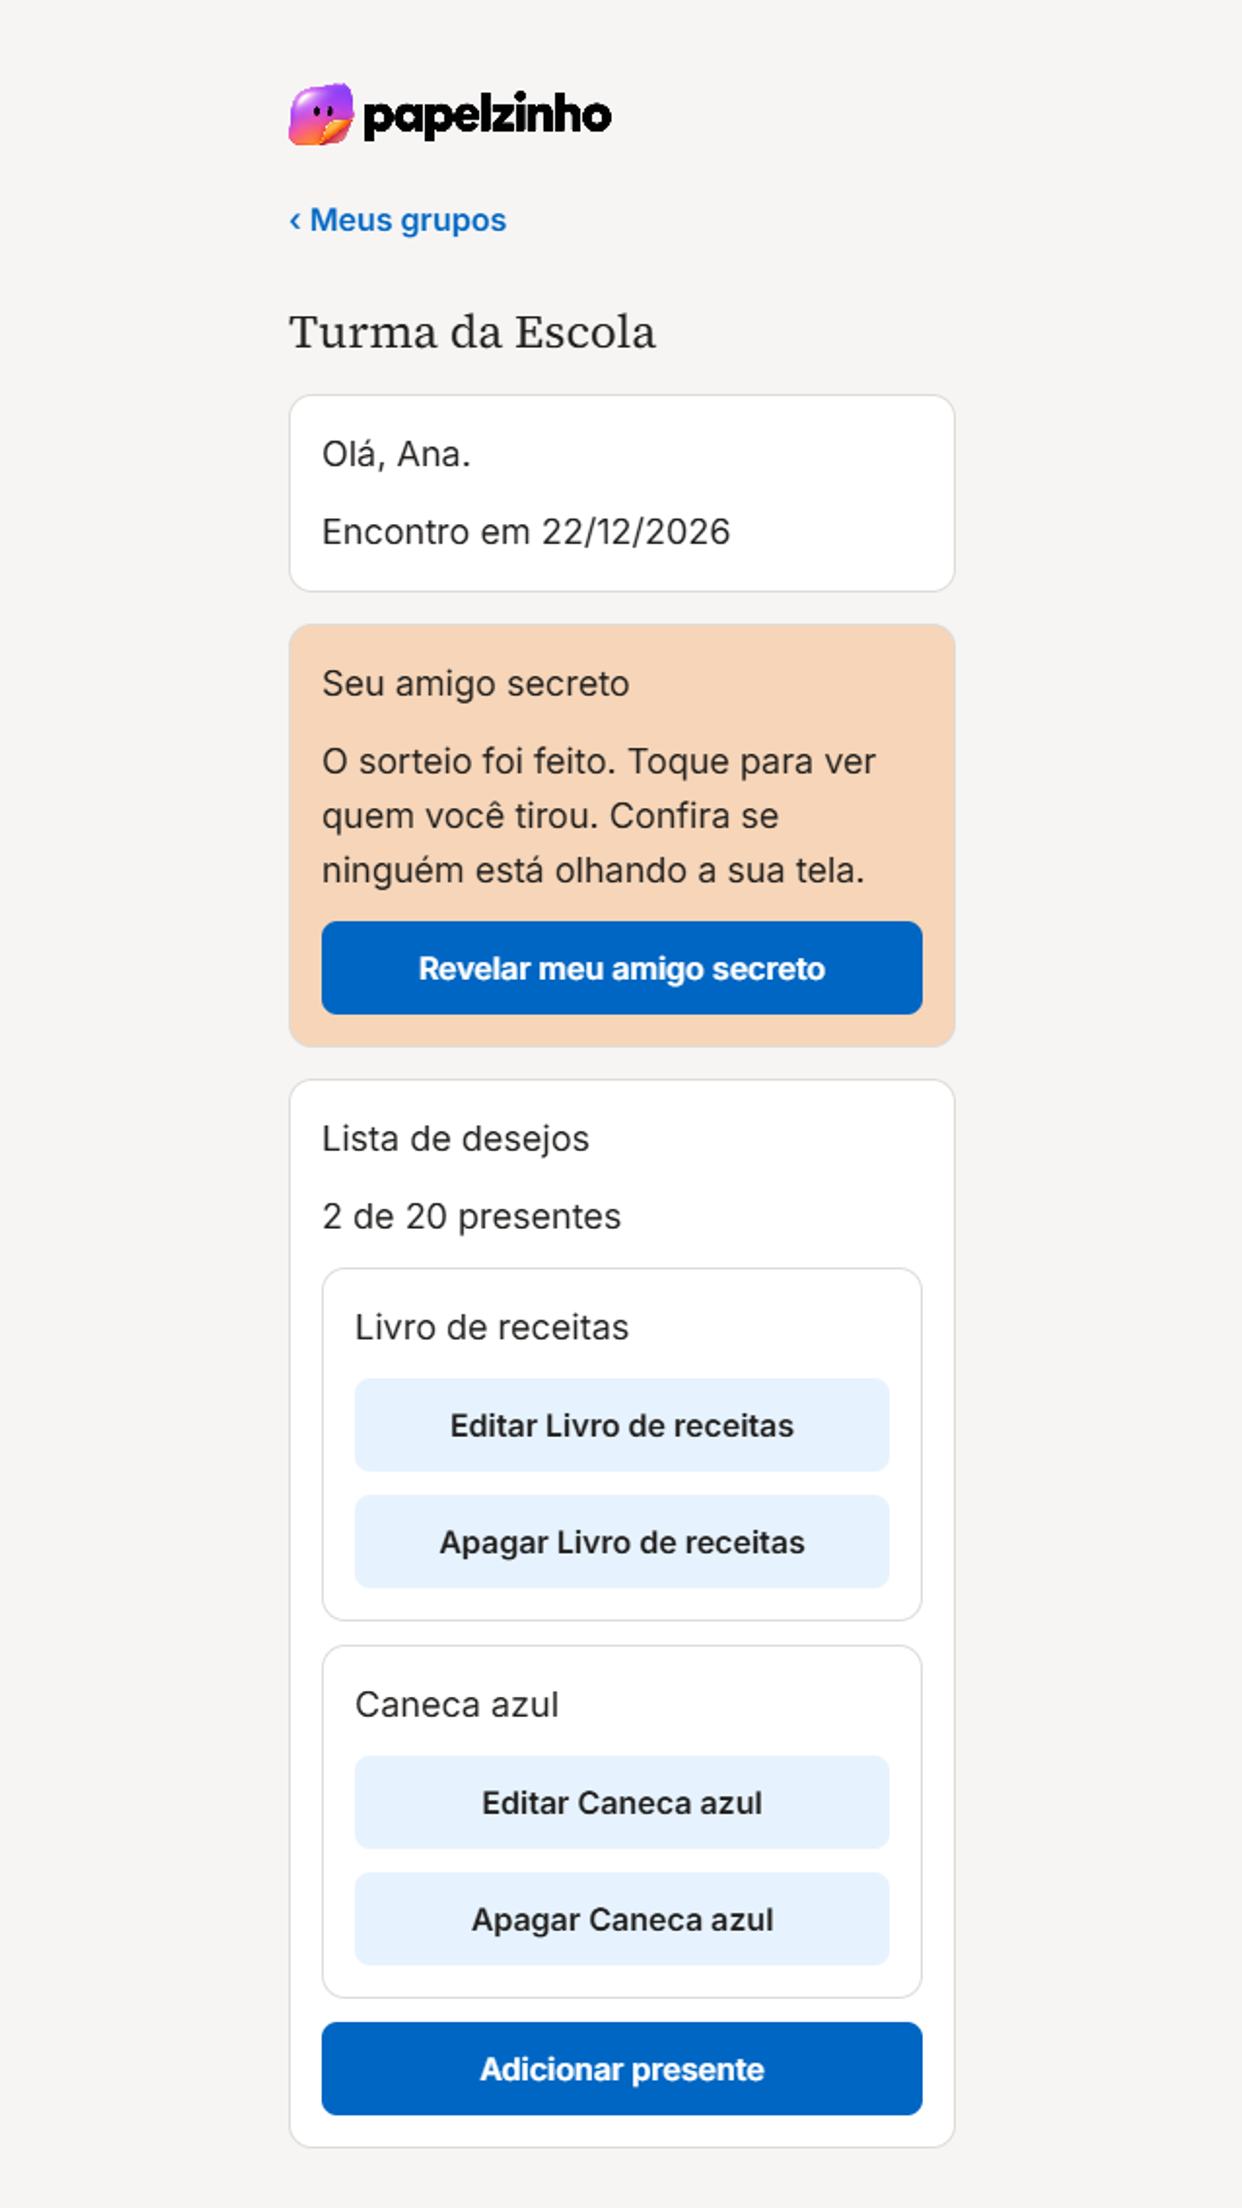 papelzinho
‹ Meus grupos
Turma da Escola
Olá, Ana.
Encontro em 22/12/2026
Seu amigo secreto
O sorteio foi feito. Toque para ver
quem você tirou. Confira se
ninguém está olhando a sua tela.
Revelar meu amigo secreto
Lista de desejos
2 de 20 presentes
Livro de receitas
Editar Livro de receitas
Apagar Livro de receitas
Caneca azul
Editar Caneca azul
Apagar Caneca azul
Adicionar presente